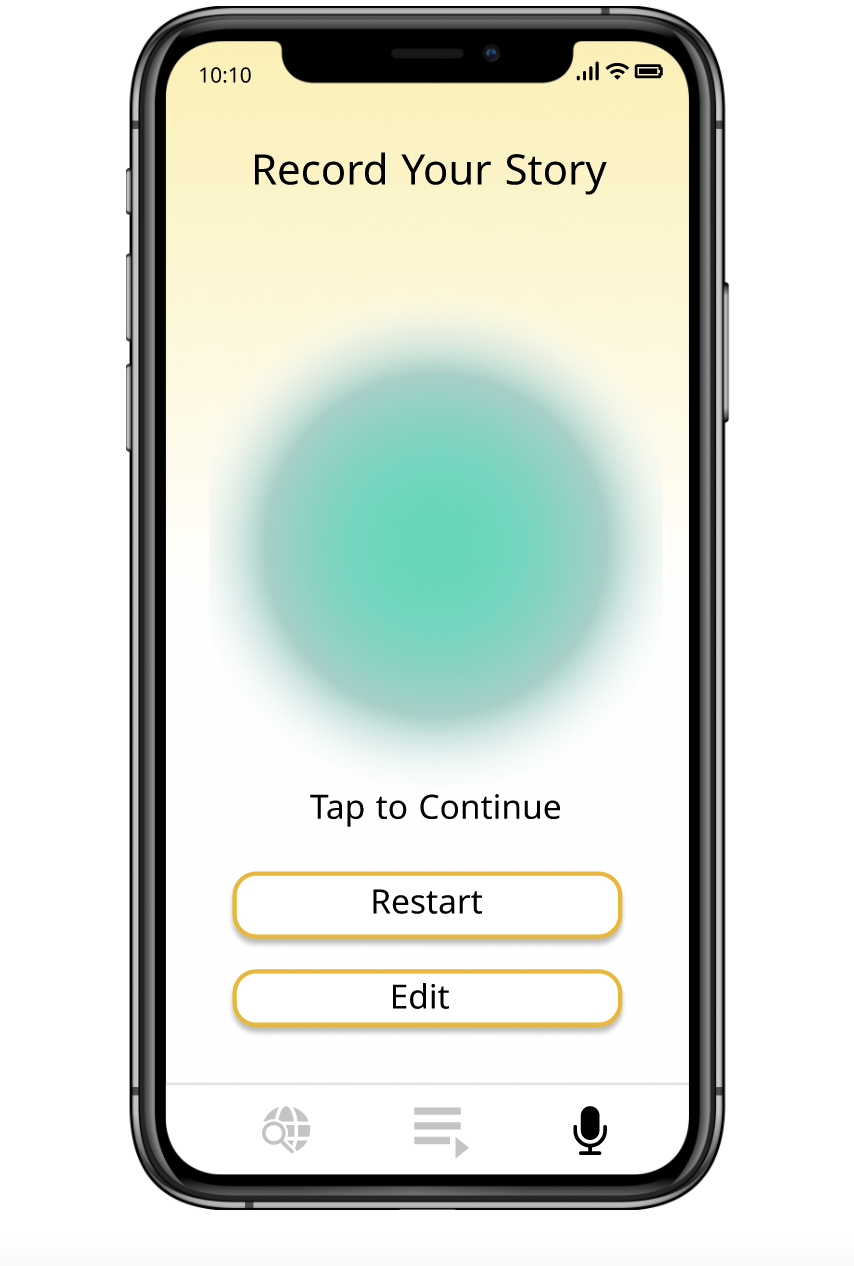 10:10
Record Your Story
Tap to Continue
Restart
Edit